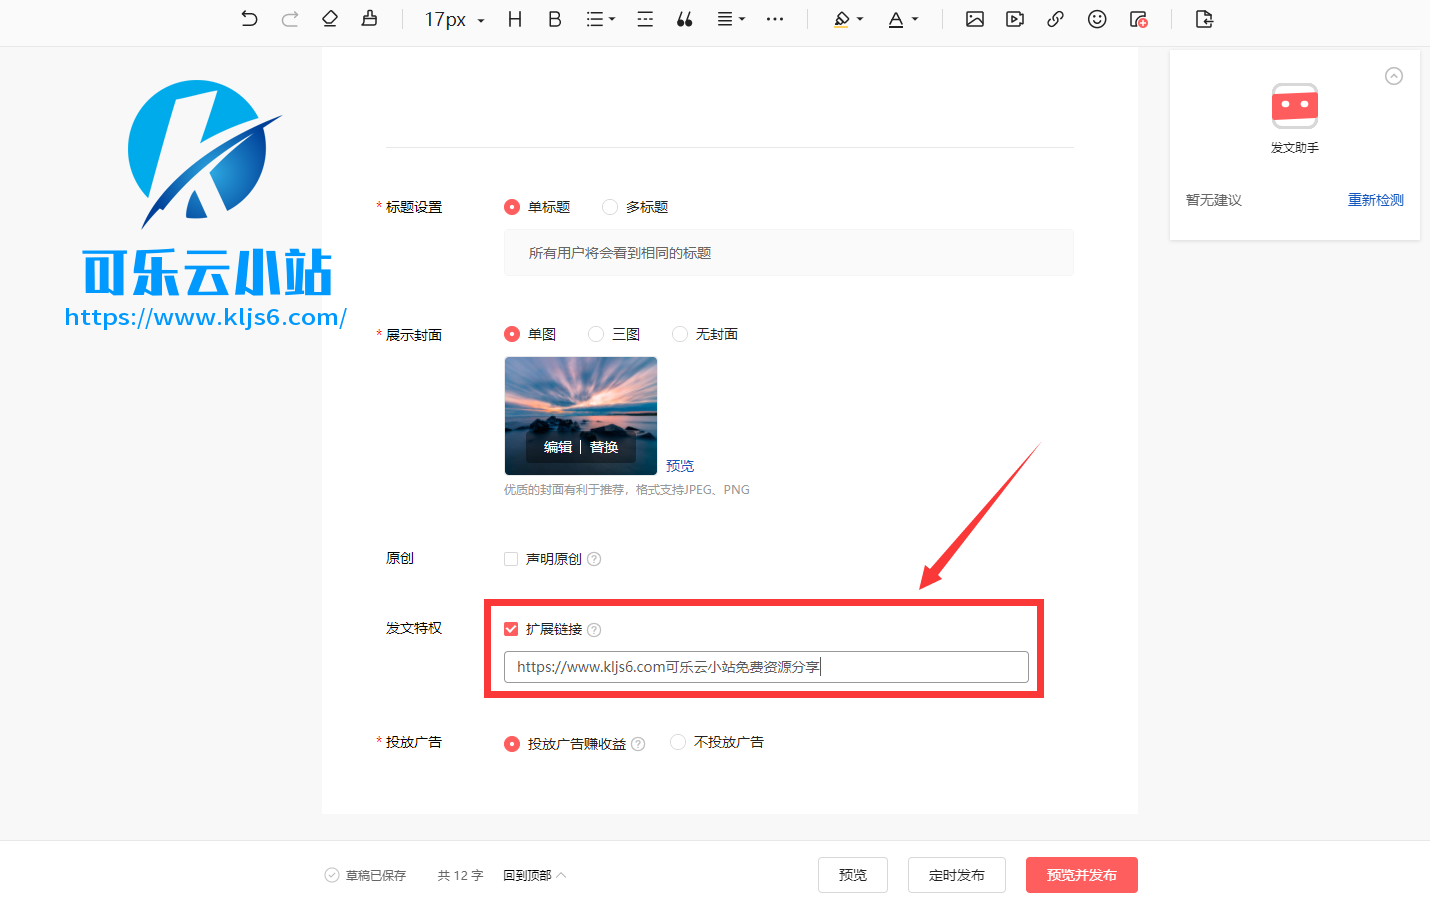 17px
H
B
A
发文助手
暂无建议 重新检测
可乐云小站
https://www.kljs6.com/
* 标题设置 单标题 多标题
所有用户将会看到相同的标题
* 展示封面 单图 三图 无封面
编辑 | 替换
预览
优质的封面有利于推荐，格式支持JPEG、PNG
原创 声明原创 ?
发文特权 扩展链接 ?
https://www.kljs6.com可乐云小站免费资源分享
* 投放广告 投放广告赚收益 ? 不投放广告
草稿已保存 共 12 字 回到顶部 预览 定时发布 预览并发布